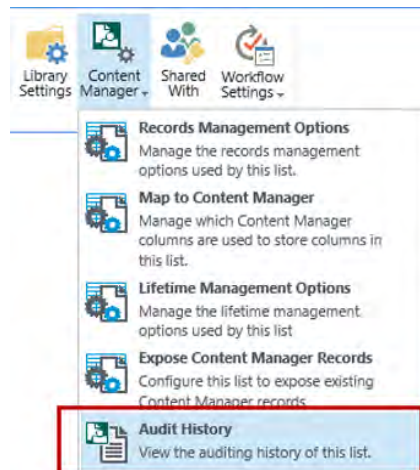 Library Content Shared Workflow
Settings Manager With Settings
Records Management Options
Manage the records management
options used by this list.
Map to Content Manager
Manage which Content Manager
columns are used to store columns in
this list.
Lifetime Management Options
Manage the lifetime management
options used by this list
Expose Content Manager Records
Configure this list to expose existing
Content Manager records
Audit History
View the auditing history of this list.